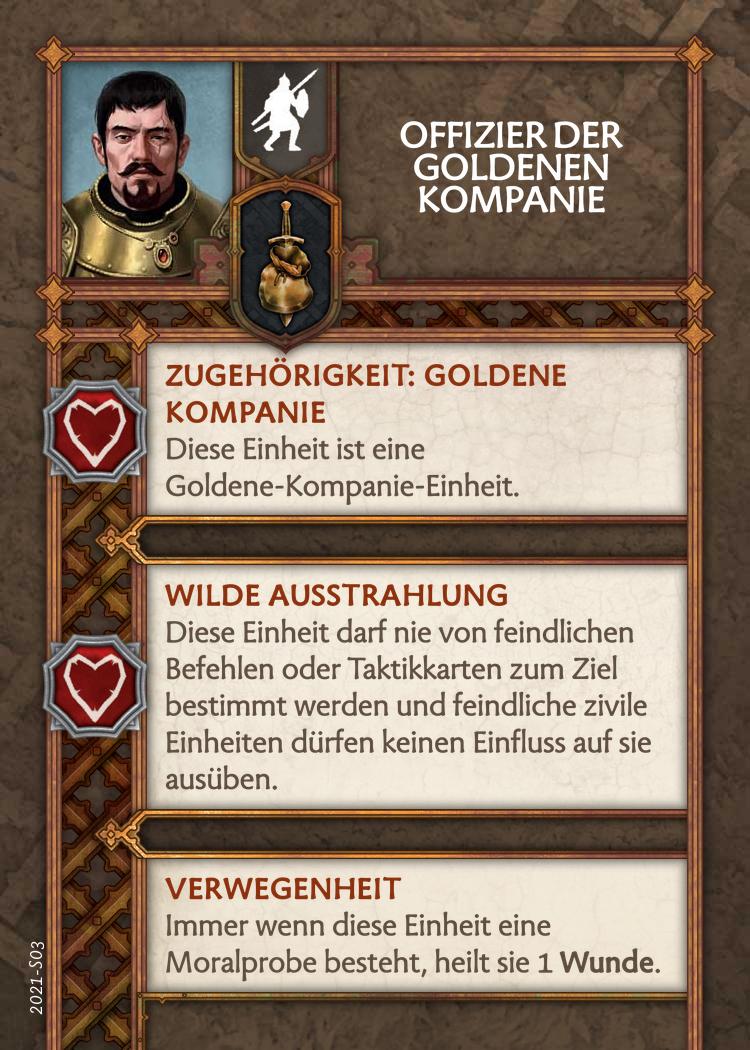 OFFIZIER DER
GOLDENEN
KOMPANIE
ZUGEHÖRIGKEIT: GOLDENE
KOMPANIE
Diese Einheit ist eine
Goldene-Kompanie-Einheit.
WILDE AUSSTRAHLUNG
Diese Einheit darf nie von feindlichen
Befehlen oder Taktikkarten zum Ziel
bestimmt werden und feindliche zivile
Einheiten dürfen keinen Einfluss auf sie
ausüben.
VERWEGENHEIT
Immer wenn diese Einheit eine
Moralprobe besteht, heilt sie 1 Wunde.
2021-S03